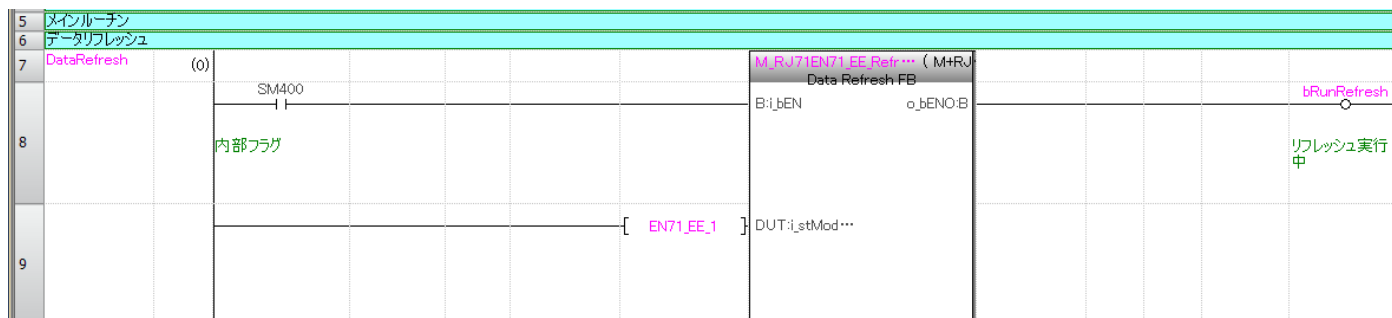 5 メインルーチン
6 データリフレッシュ
7 DataRefresh (0) M_RJ71EN71_EE_Refr… ( M+RJ
Data Refresh FB
SM400 bRunRefresh
B:i_bEN o_bENO:B
8 内部フラグ リフレッシュ実行
中
EN71_EE_1 DUT:i_stMod…
9